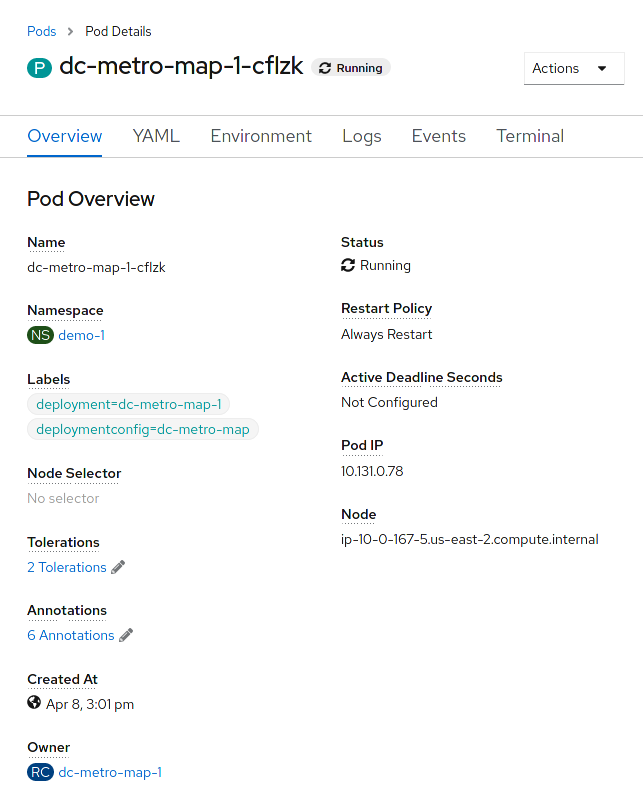 Pods > Pod Details
P dc-metro-map-1-cflzk Running
Actions
Overview YAML Environment Logs Events Terminal
Pod Overview
Name
dc-metro-map-1-cflzk
Namespace
NS demo-1
Labels
deployment=dc-metro-map-1
deploymentconfig=dc-metro-map
Node Selector
No selector
Tolerations
2 Tolerations
Annotations
6 Annotations
Created At
Apr 8, 3:01 pm
Owner
RC dc-metro-map-1
Status
Running
Restart Policy
Always Restart
Active Deadline Seconds
Not Configured
Pod IP
10.131.0.78
Node
ip-10-0-167-5.us-east-2.compute.internal